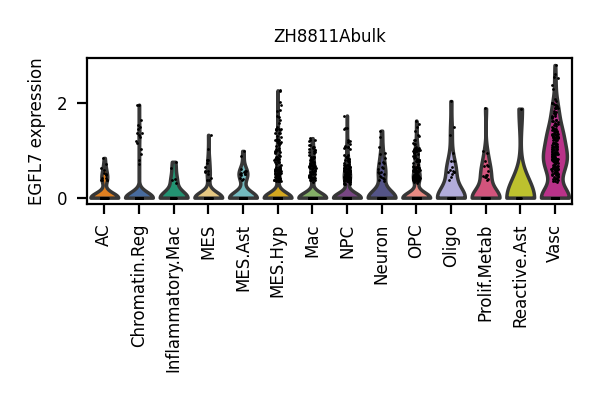 ZH8811Abulk
EGFL7 expression
2
0
AC
Chromatin.Reg
Inflammatory.Mac
MES
MES.Ast
MES.Hyp
Mac
NPC
Neuron
OPC
Oligo
Prolif.Metab
Reactive.Ast
Vasc